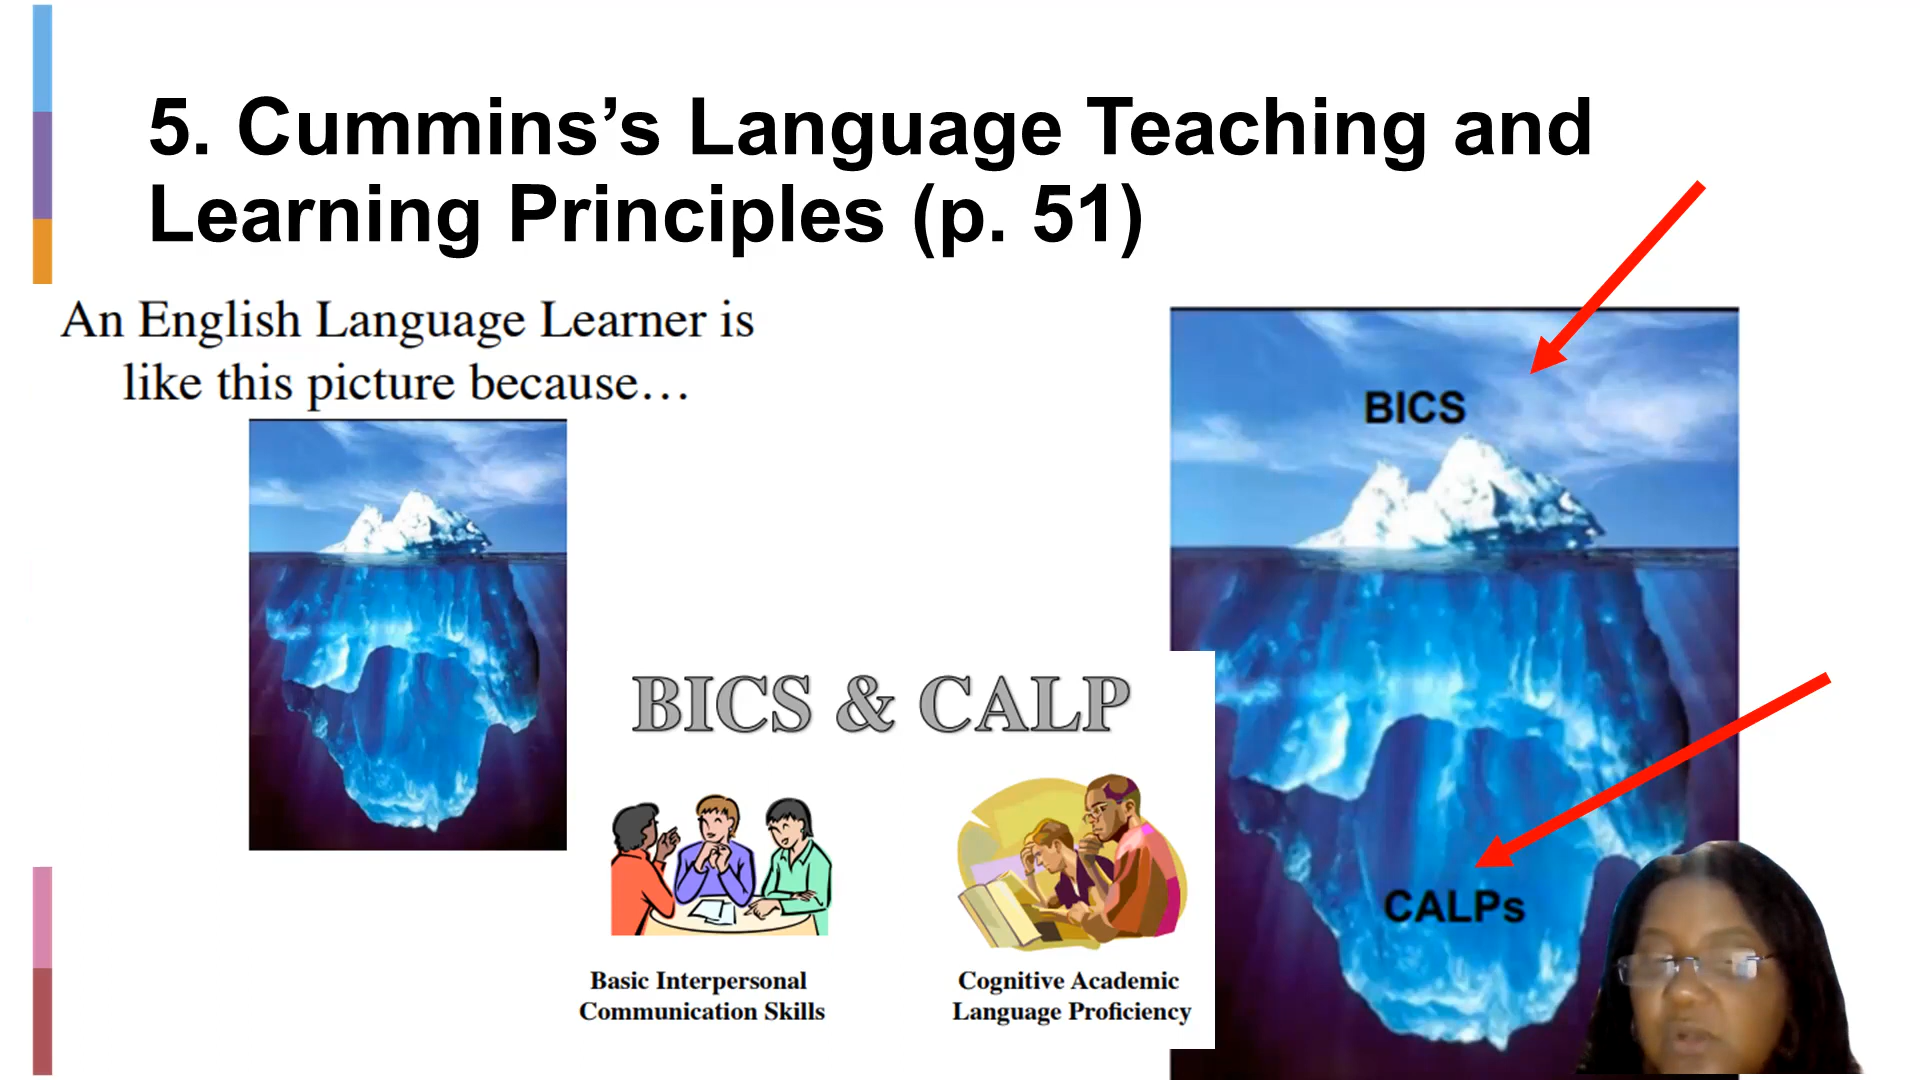 5. Cummins’s Language Teaching and
Learning Principles (p. 51)
An English Language Learner is
like this picture because…
BICS
BICS & CALP
CALPs
Basic Interpersonal
Communication Skills
Cognitive Academic
Language Proficiency